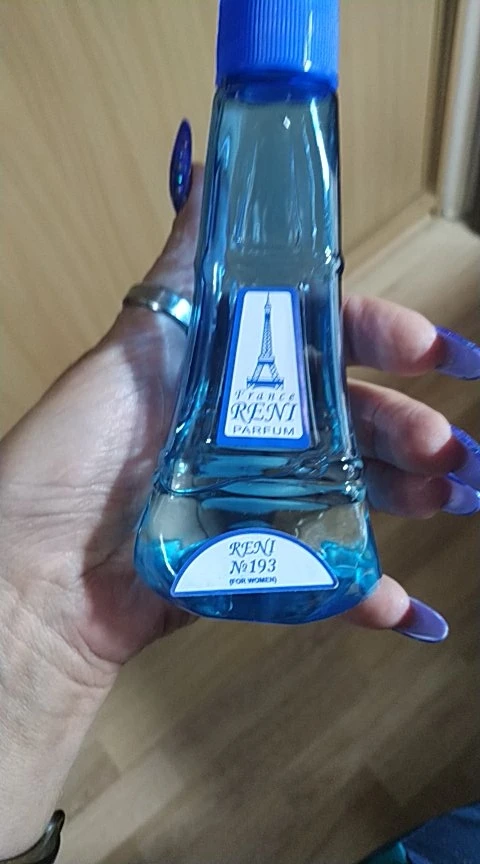 France
RENI
PARFUM
RENI
№193
(FOR WOMEN)